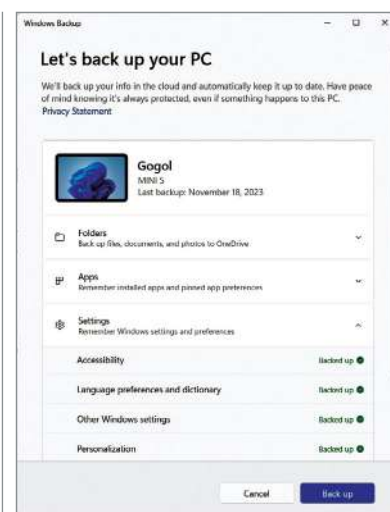 Windows Backup
Let's back up your PC
We'll back up your info in the cloud and automatically keep it up to date. Have peace
of mind knowing it's always protected, even if something happens to this PC.
Privacy Statement
Gogol
MINI S
Last backup: November 18, 2023
Folders
Back up files, documents, and photos to OneDrive
Apps
Remember installed apps and pinned app preferences
Settings
Remember Windows settings and preferences
Accessibility Backed up
Language preferences and dictionary Backed up
Other Windows settings Backed up
Personalization Backed up
Cancel Back up